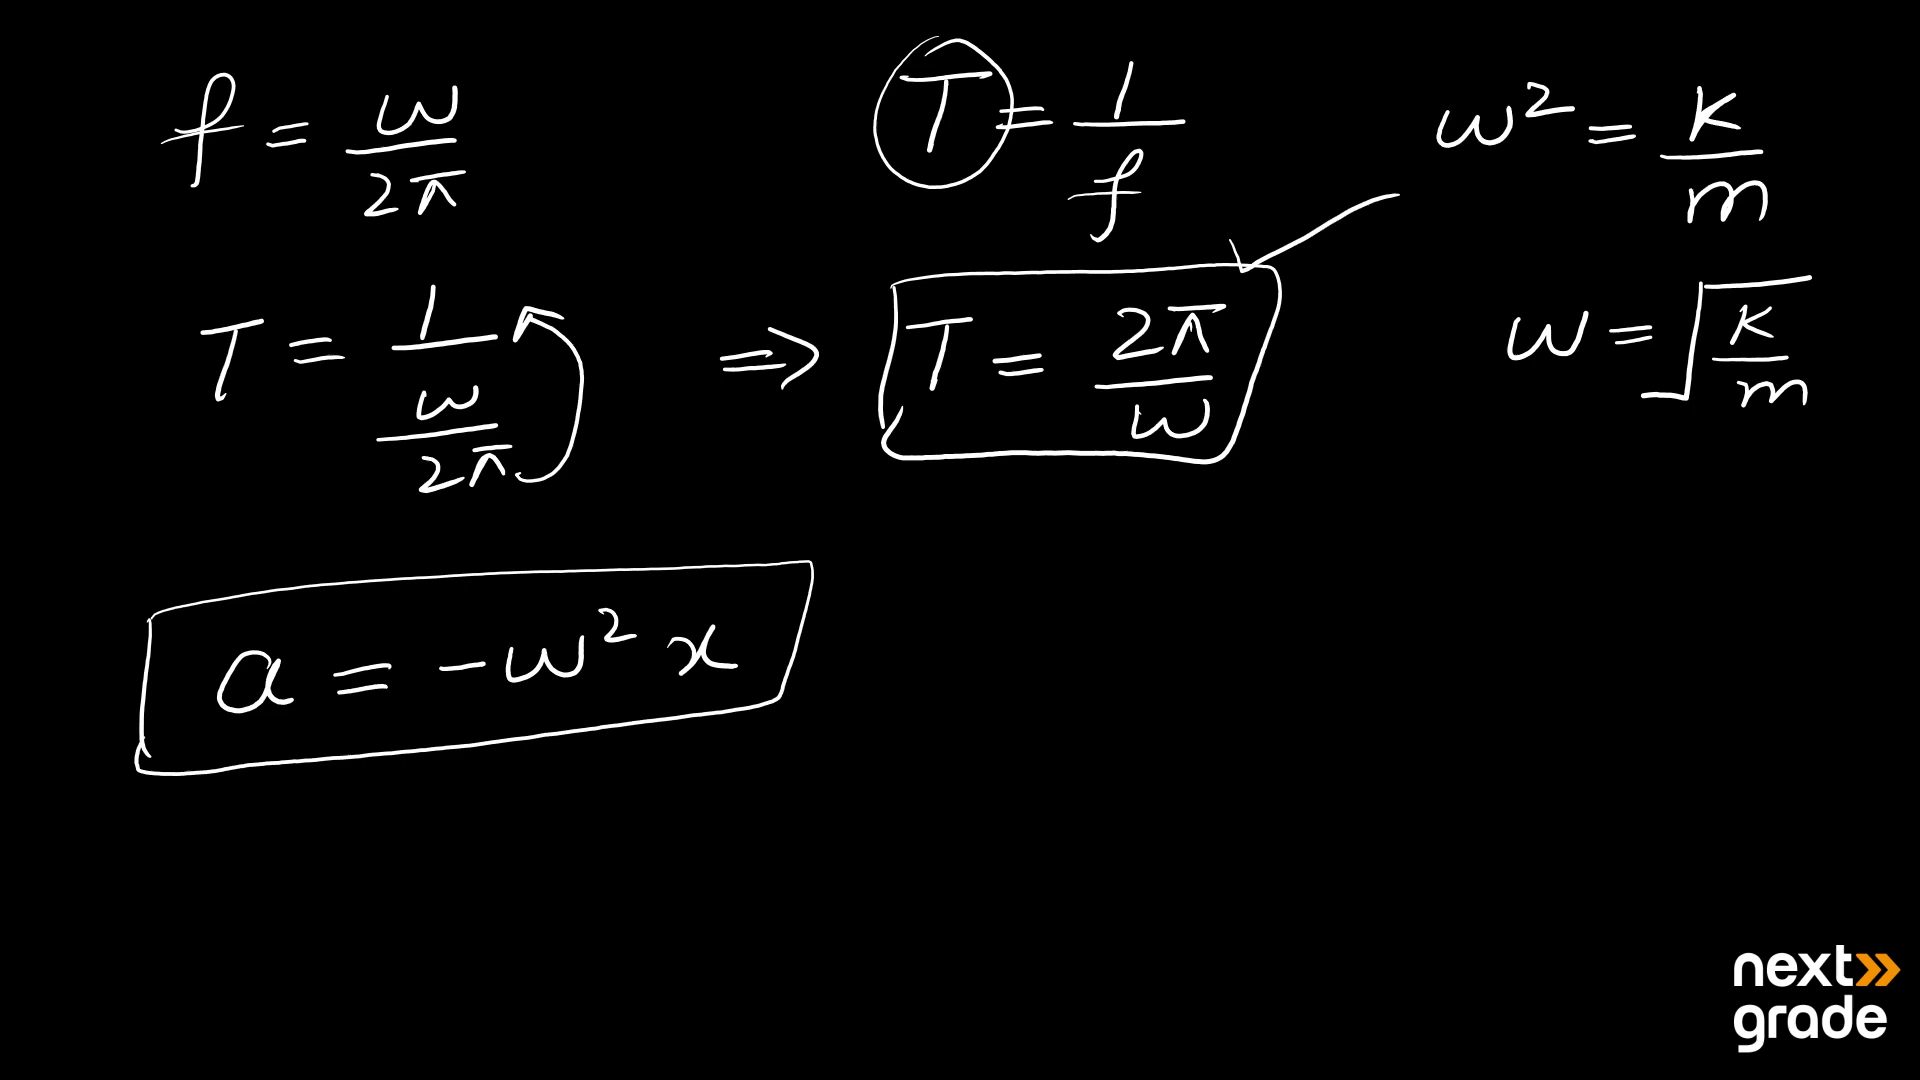 f = ω/2π
T = 1/f
ω² = K/m
T = 1/(ω/2π) ⇒ T = 2π/ω
ω = √(K/m)
a = -ω²x
next
grade